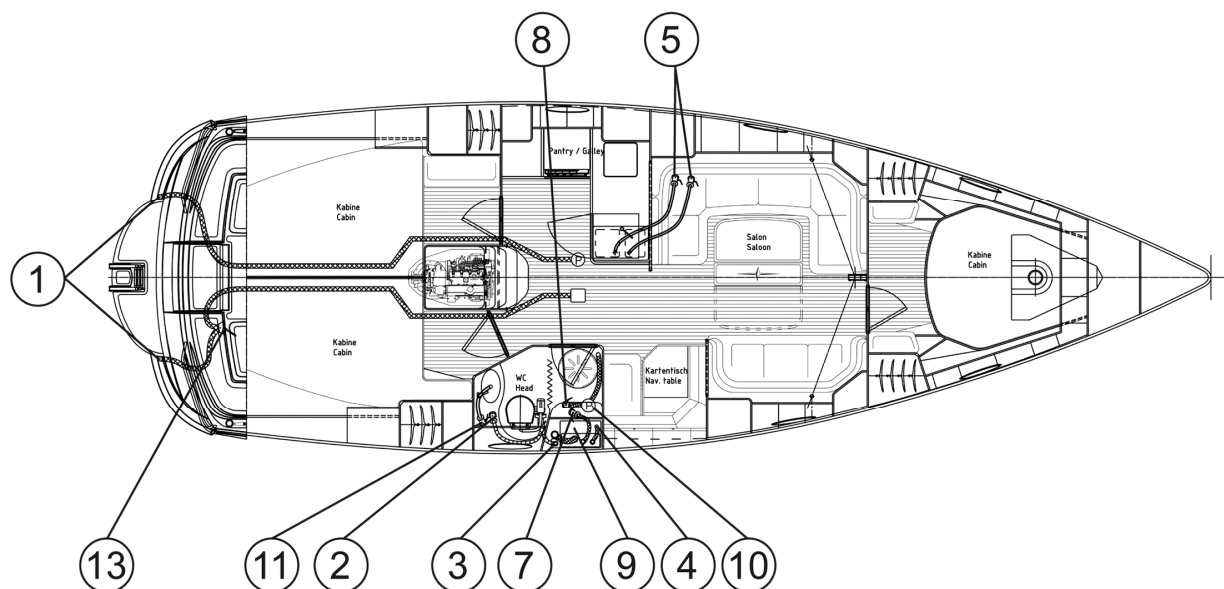 8
5
Pantry / Galley
Kabine
Cabin
P
Salon
Saloon
Kabine
Cabin
1
Kabine
Cabin
WC
Head
Kartentisch
Nav. table
P
13
11
2
3
7
9
4
10